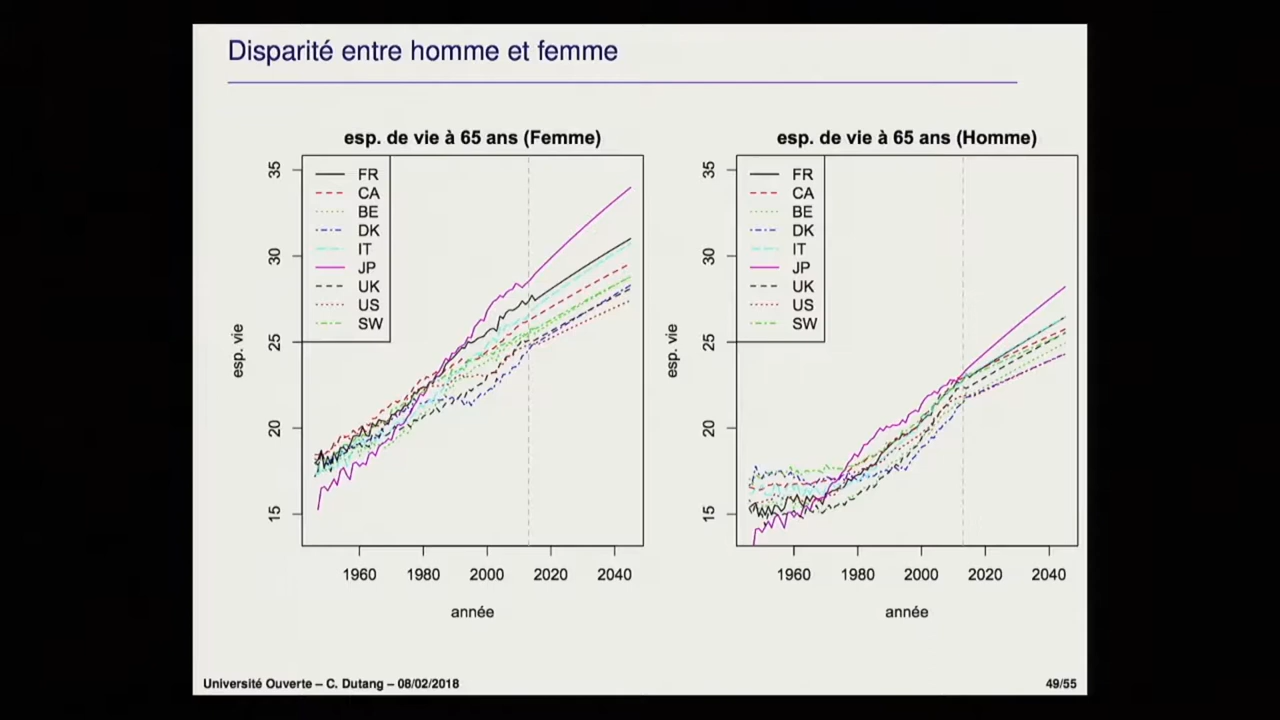 Disparité entre homme et femme
esp. de vie à 65 ans (Femme)
esp. vie
35
30
25
20
15
FR
CA
BE
DK
IT
JP
UK
US
SW
1960 1980 2000 2020 2040
année
esp. de vie à 65 ans (Homme)
esp. vie
35
30
25
20
15
FR
CA
BE
DK
IT
JP
UK
US
SW
1960 1980 2000 2020 2040
année
Université Ouverte – C. Dutang – 08/02/2018
49/55